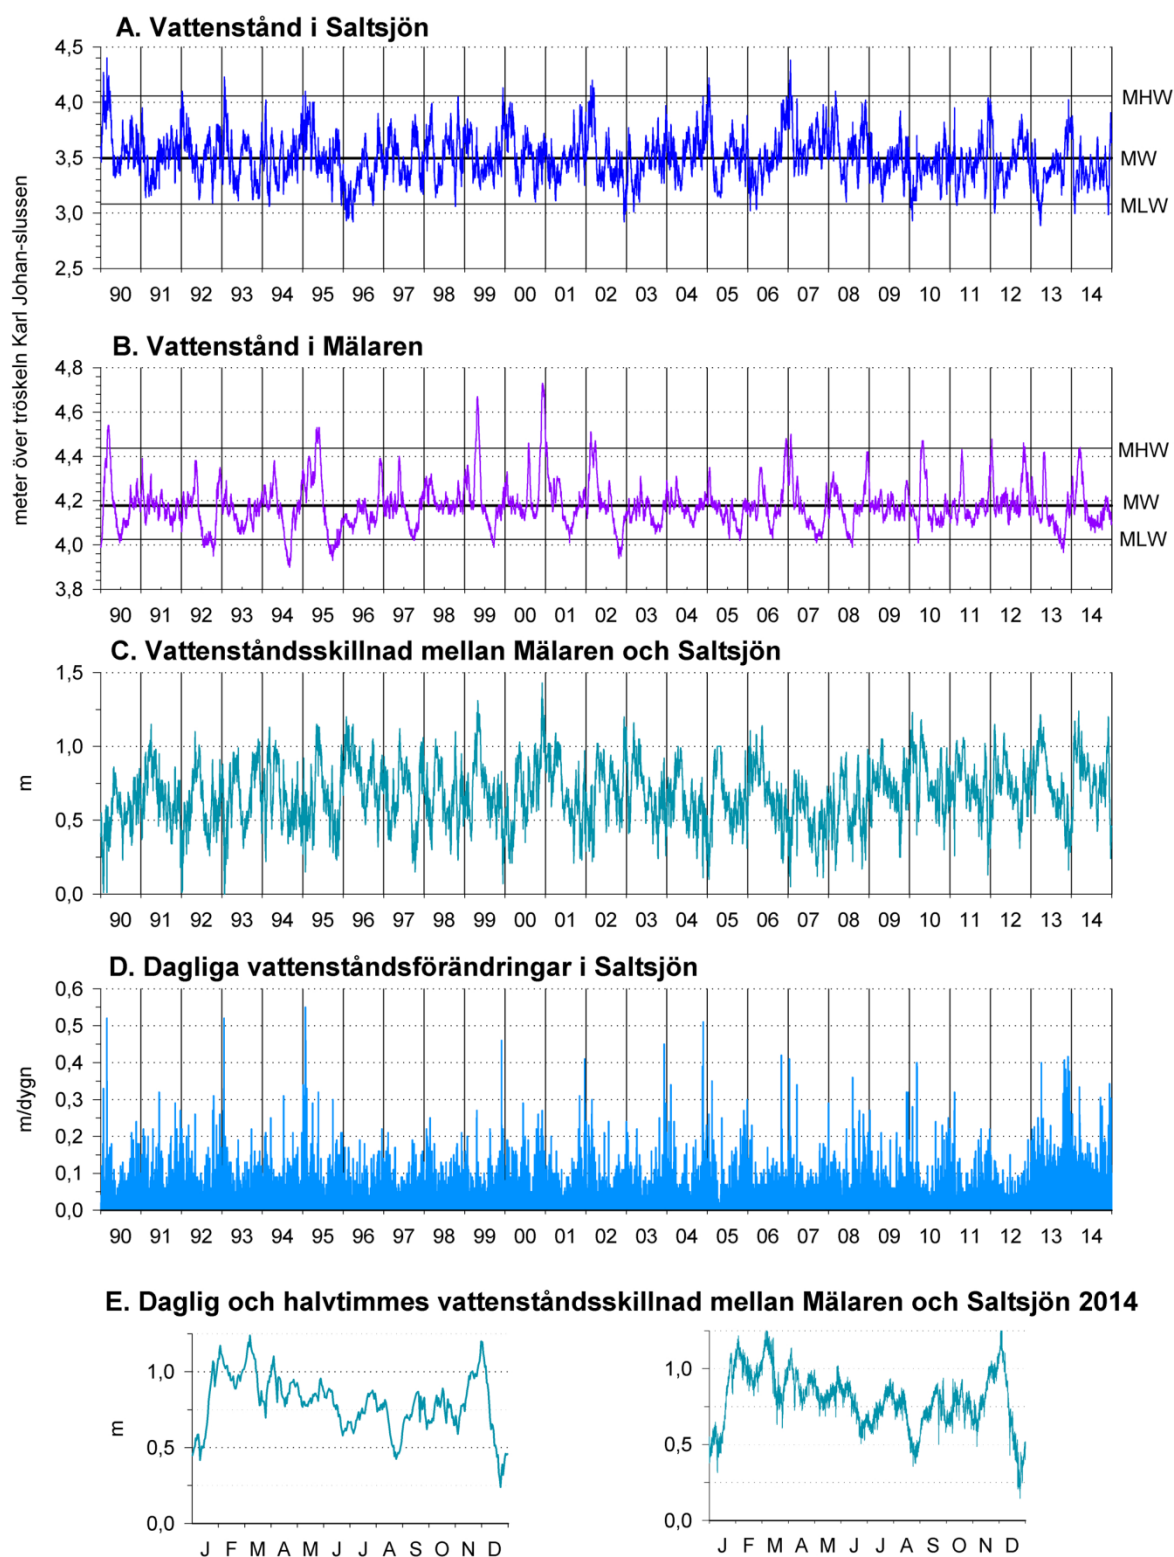 A. Vattenstånd i Saltsjön
4,5
4,0
3,5
3,0
2,5
MHW
MW
MLW
90 91 92 93 94 95 96 97 98 99 00 01 02 03 04 05 06 07 08 09 10 11 12 13 14
meter över tröskeln Karl Johan-slussen
B. Vattenstånd i Mälaren
4,8
4,6
4,4
4,2
4,0
3,8
MHW
MW
MLW
90 91 92 93 94 95 96 97 98 99 00 01 02 03 04 05 06 07 08 09 10 11 12 13 14
C. Vattenståndsskillnad mellan Mälaren och Saltsjön
1,5
1,0
0,5
0,0
m
90 91 92 93 94 95 96 97 98 99 00 01 02 03 04 05 06 07 08 09 10 11 12 13 14
D. Dagliga vattenståndsförändringar i Saltsjön
0,6
0,5
0,4
0,3
0,2
0,1
0,0
m/dygn
90 91 92 93 94 95 96 97 98 99 00 01 02 03 04 05 06 07 08 09 10 11 12 13 14
E. Daglig och halvtimmes vattenståndsskillnad mellan Mälaren och Saltsjön 2014
1,0
0,5
0,0
m
J F M A M J J A S O N D
1,0
0,5
0,0
J F M A M J J A S O N D